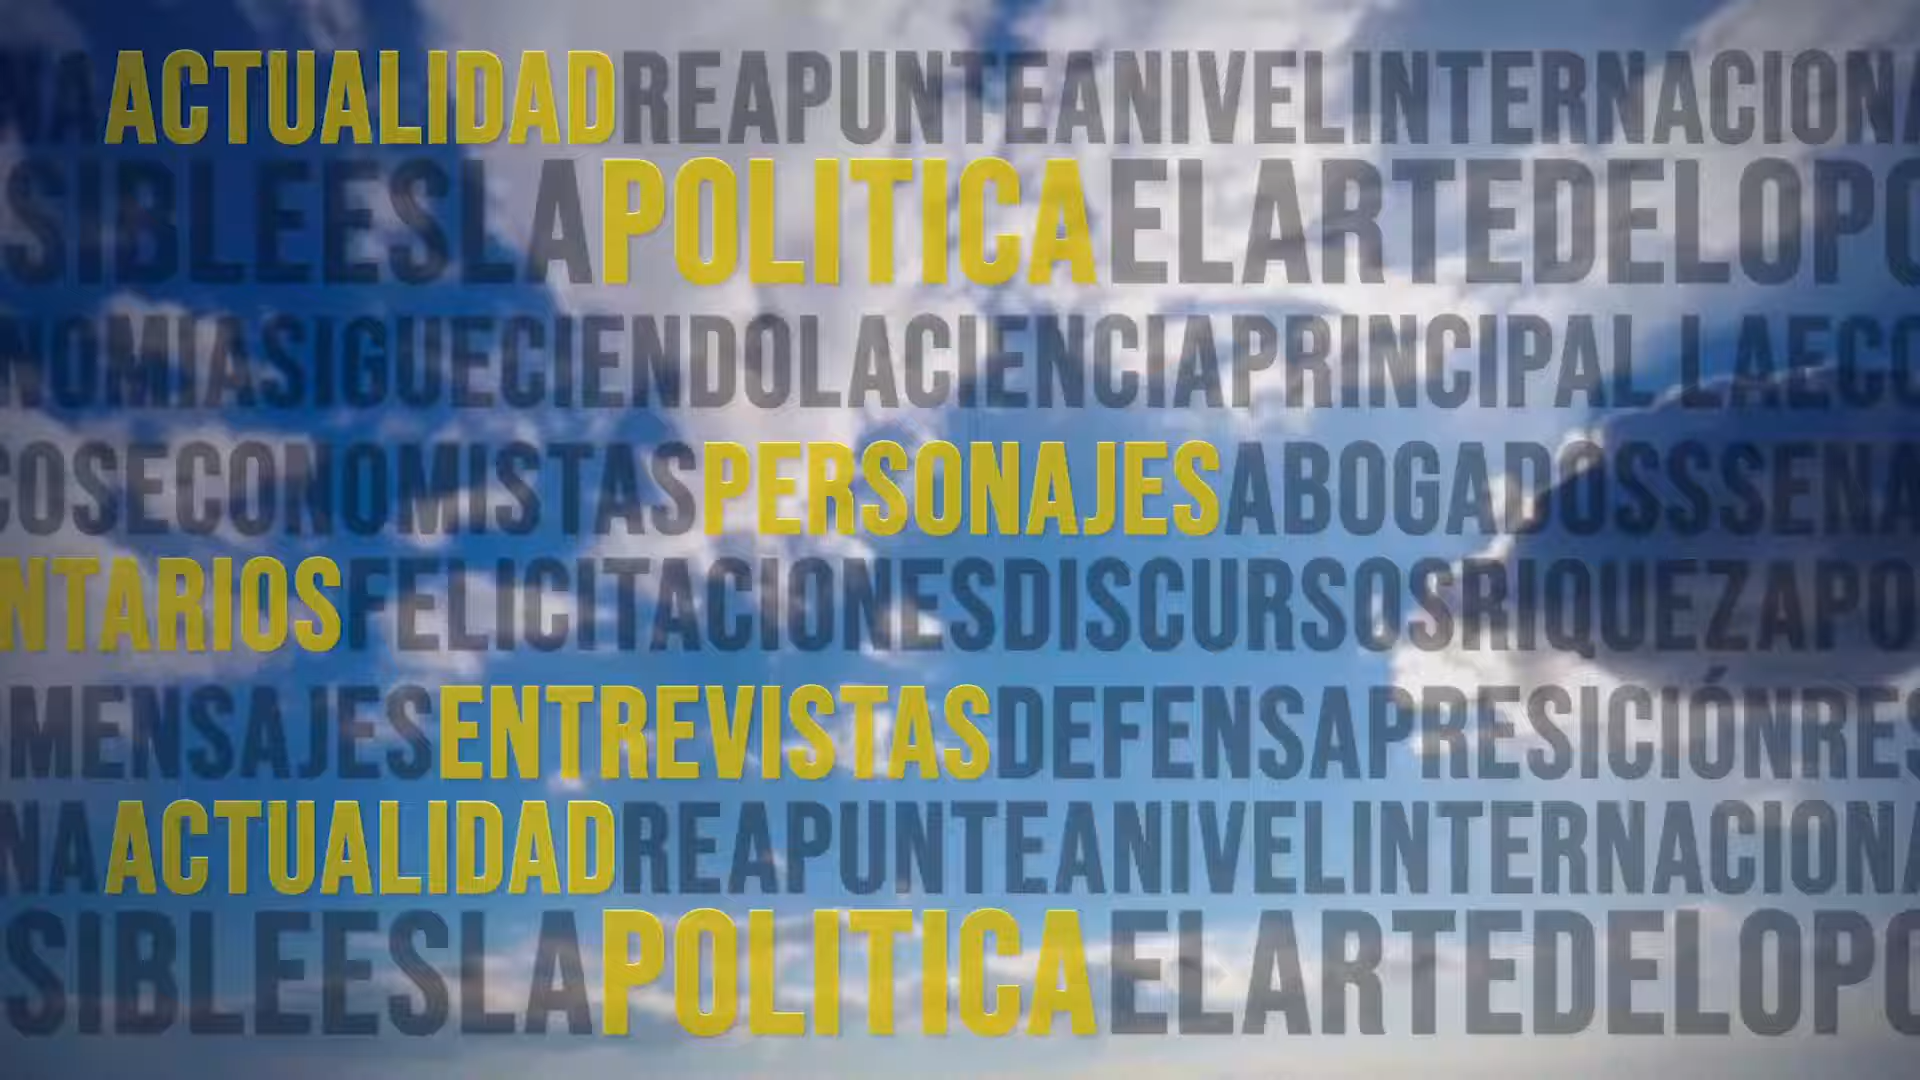 NAACTUALIDADREAPUNTEANIVELINTERNACIONA
SIBLEESLAPOLITICAELARTEDELOPO
NOMIASIGUECIENDOLACIENCIAPRINCIPAL LAECO
COSECONOMISTASPERSONAJESABOGADOSSSENA
NTARIOSFELICITACIONESDISCURSOSRIQUEZAPO
MENSAJESENTREVISTASDEFENSAPRESICIÓNRES
NAACTUALIDADREAPUNTEANIVELINTERNACIONA
SIBLEESLAPOLITICAELARTEDELOPO